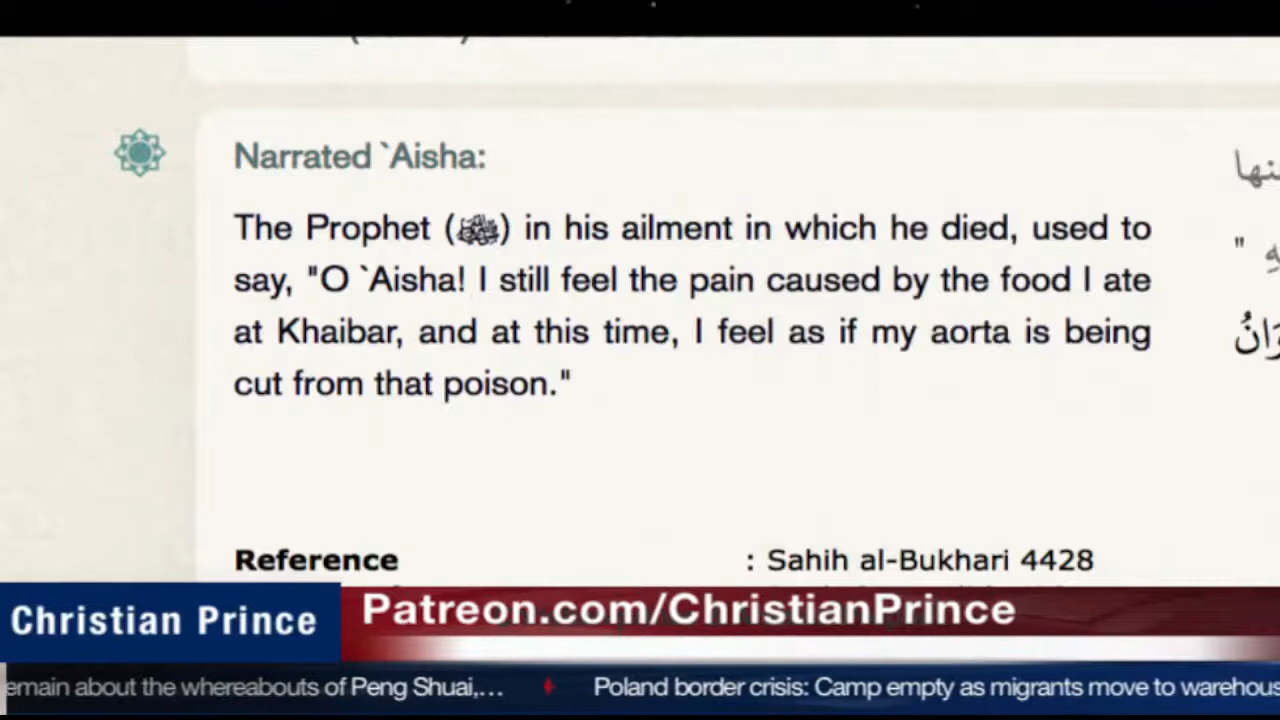 Narrated `Aisha:
The Prophet (ﷺ) in his ailment in which he died, used to
say, "O `Aisha! I still feel the pain caused by the food I ate
at Khaibar, and at this time, I feel as if my aorta is being
cut from that poison."
Reference : Sahih al-Bukhari 4428
Christian Prince
Patreon.com/ChristianPrince
emain about the whereabouts of Peng Shuai,... Poland border crisis: Camp empty as migrants move to warehous